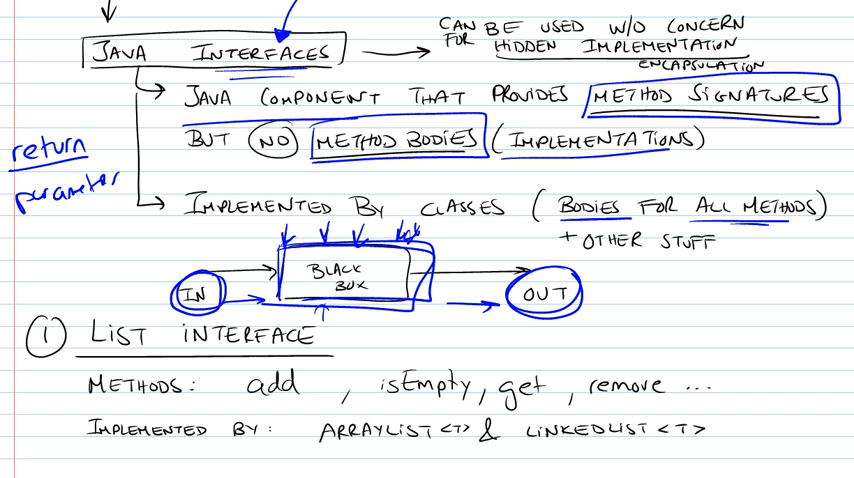 CAN BE USED W/O CONCERN
FOR HIDDEN IMPLEMENTATION
ENCAPSULATION
JAVA INTERFACES
JAVA COMPONENT THAT PROVIDES METHOD SIGNATURES
BUT NO METHOD BODIES (IMPLEMENTATIONS)
return
parameter
IMPLEMENTED BY CLASSES (BODIES FOR ALL METHODS)
+ OTHER STUFF
IN
BLACK
BOX
OUT
1 LIST INTERFACE
METHODS: add, isEmpty, get, remove ...
IMPLEMENTED BY: ARRAYLIST<T> & LINKEDLIST<T>